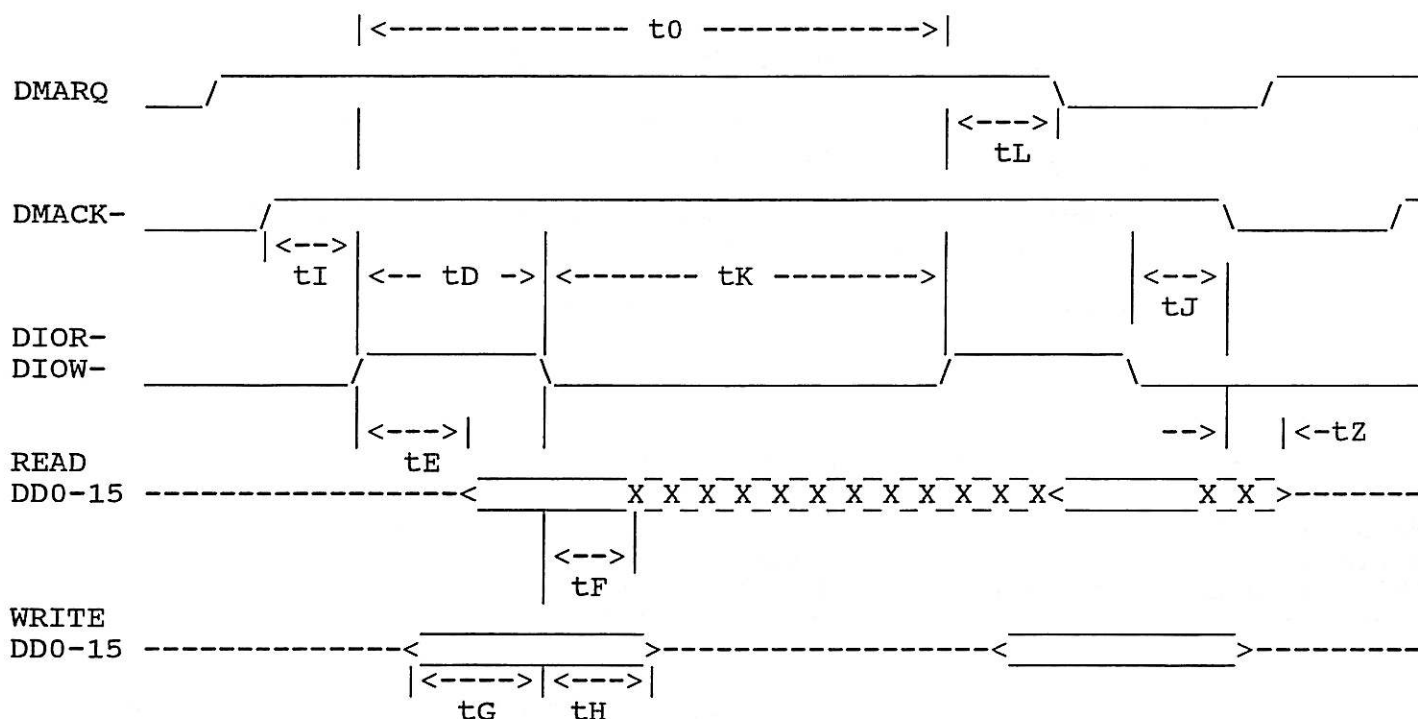 |<------------- t0 ------------>|
DMARQ
|<--->|
tL
DMACK-
|<-->|<-- tD ->|<-------- tK -------->| |<-->|
tI tJ
DIOR-
DIOW-
|<--->| -->| |<-tZ
READ tE
DD0-15 ------------------< X X X X X X X X X X X X< X X >-------
|<-->|
tF
WRITE
DD0-15 ---------------< >------------------< >---------
|<---->|<--->|
tG tH